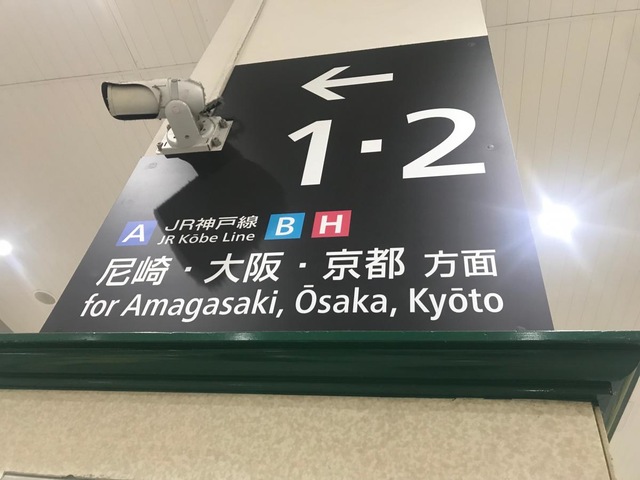 ←
1・2
A JR神戸線 B H
JR Kōbe Line
尼崎・大阪・京都 方面
for Amagasaki, Ōsaka, Kyōto